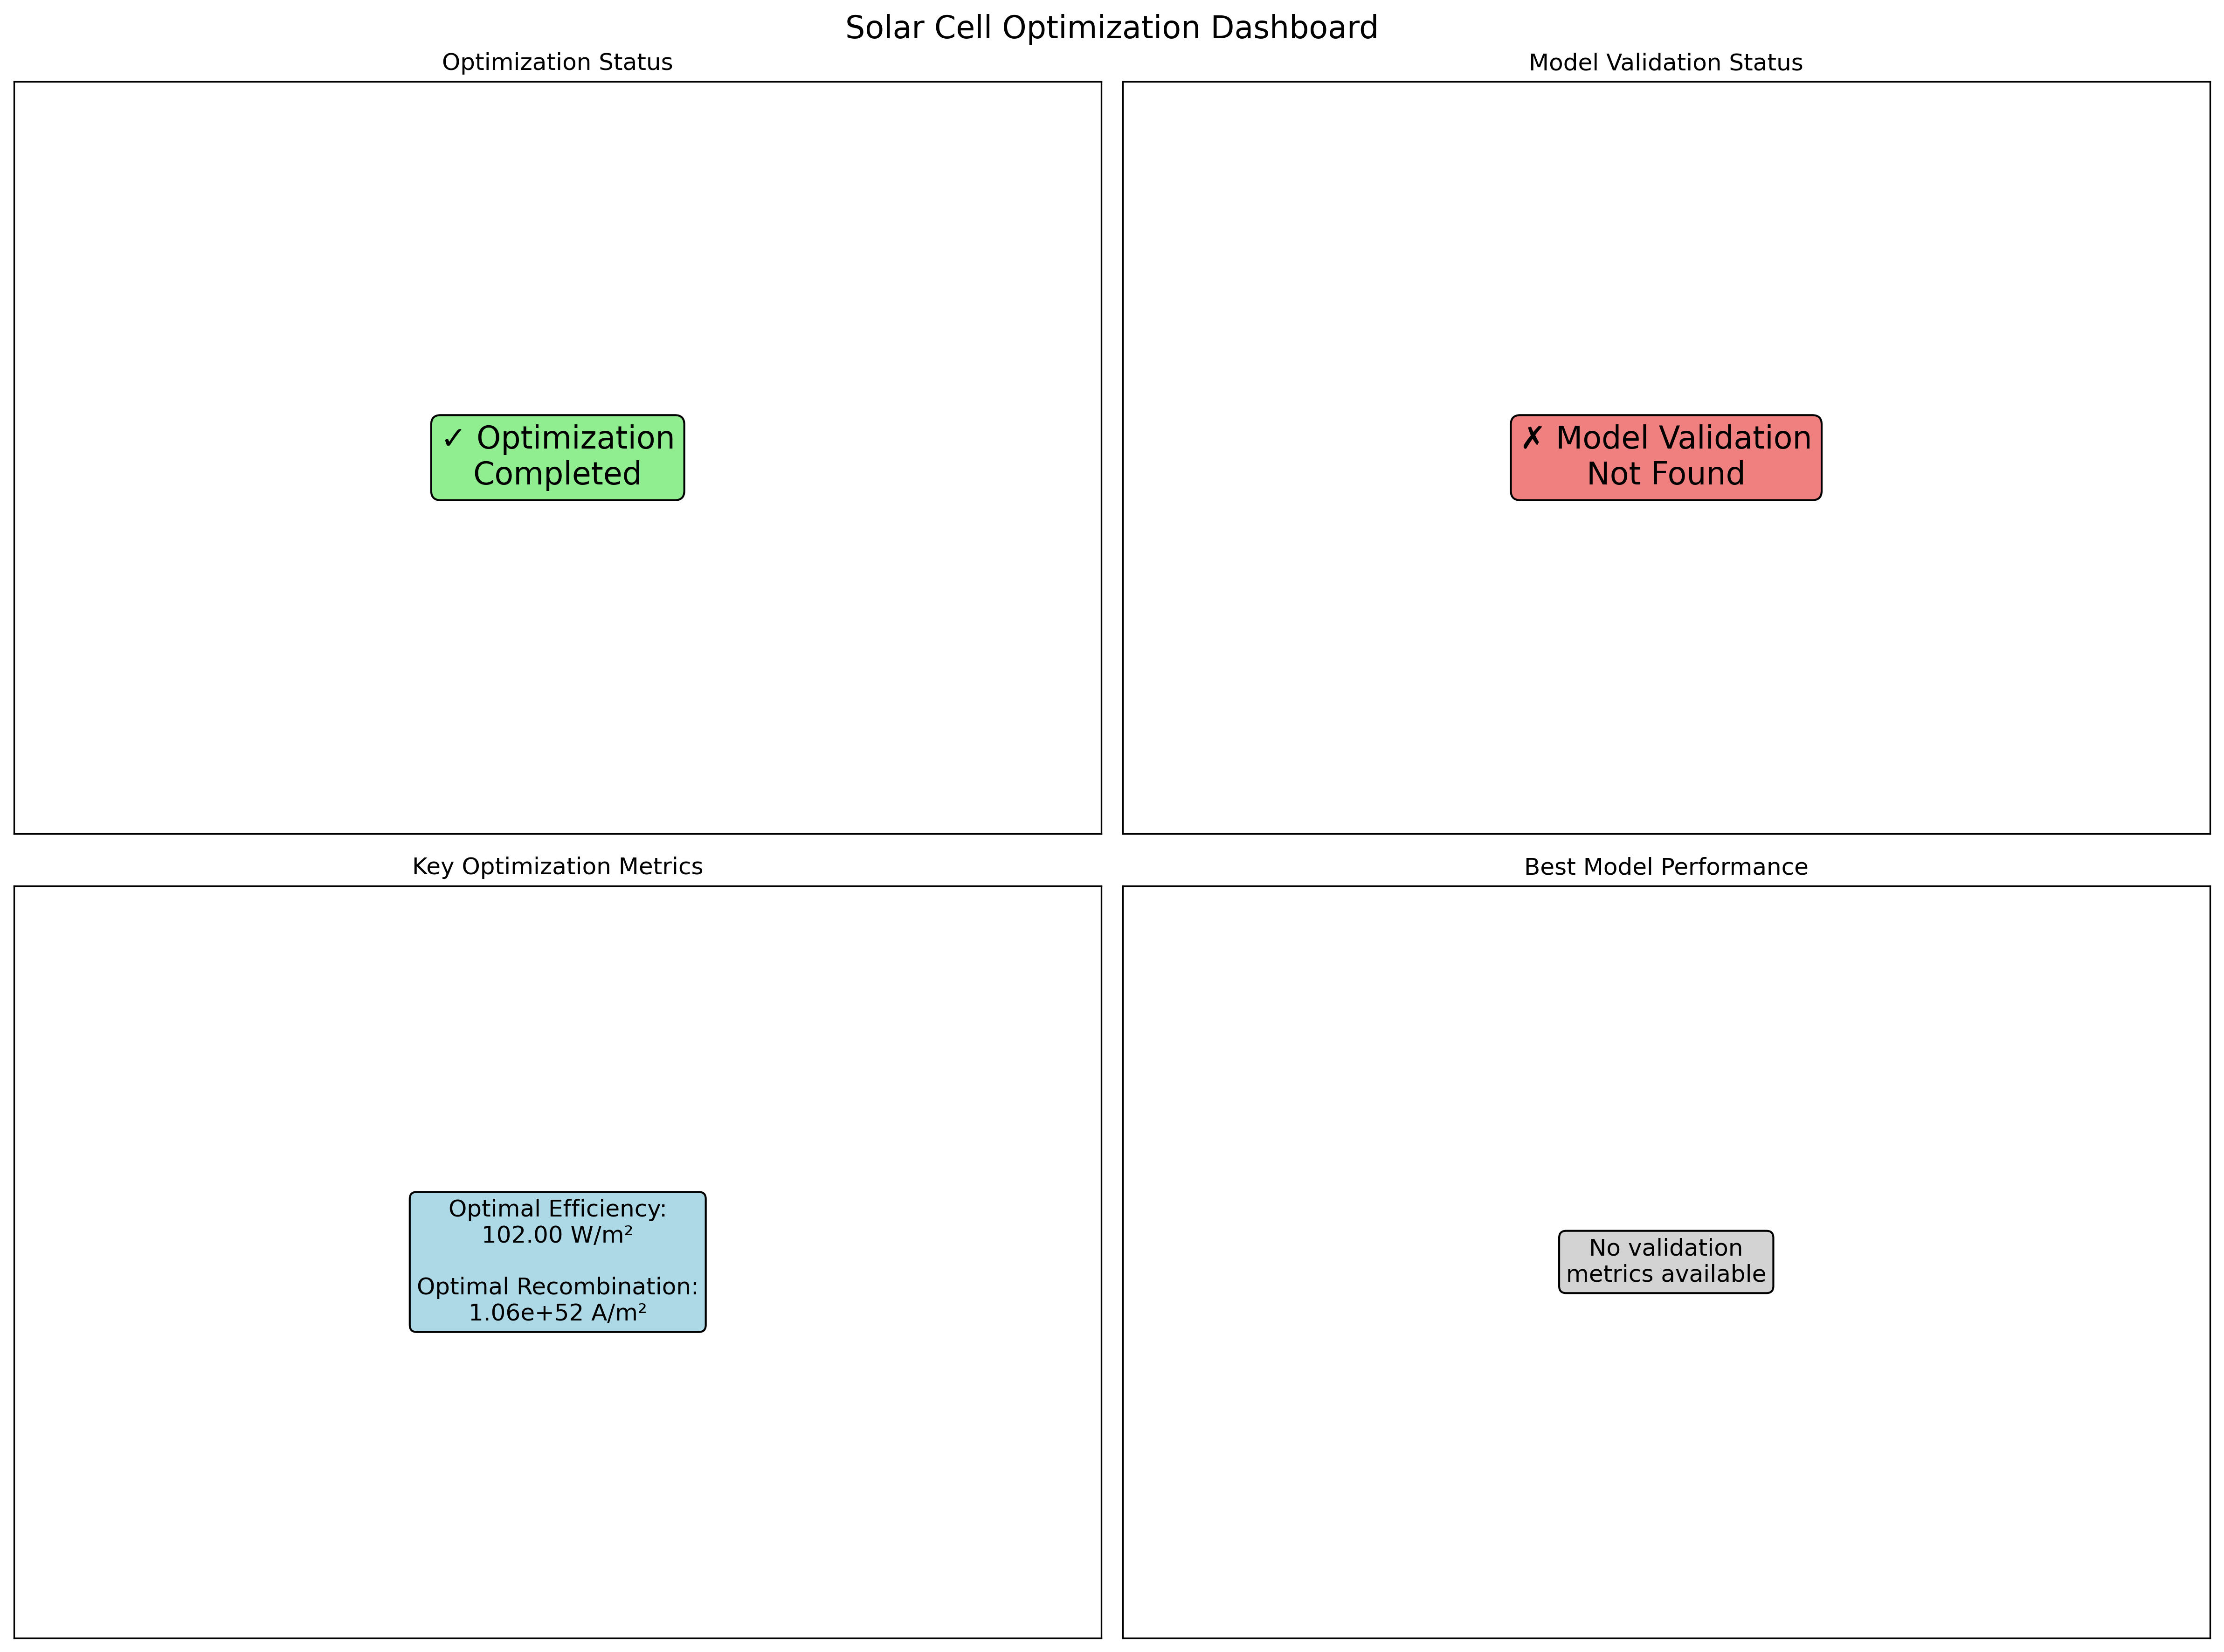 Solar Cell Optimization Dashboard
Optimization Status
✓ Optimization
Completed
Model Validation Status
✗ Model Validation
Not Found
Key Optimization Metrics
Optimal Efficiency:
102.00 W/m²
Optimal Recombination:
1.06e+52 A/m²
Best Model Performance
No validation
metrics available